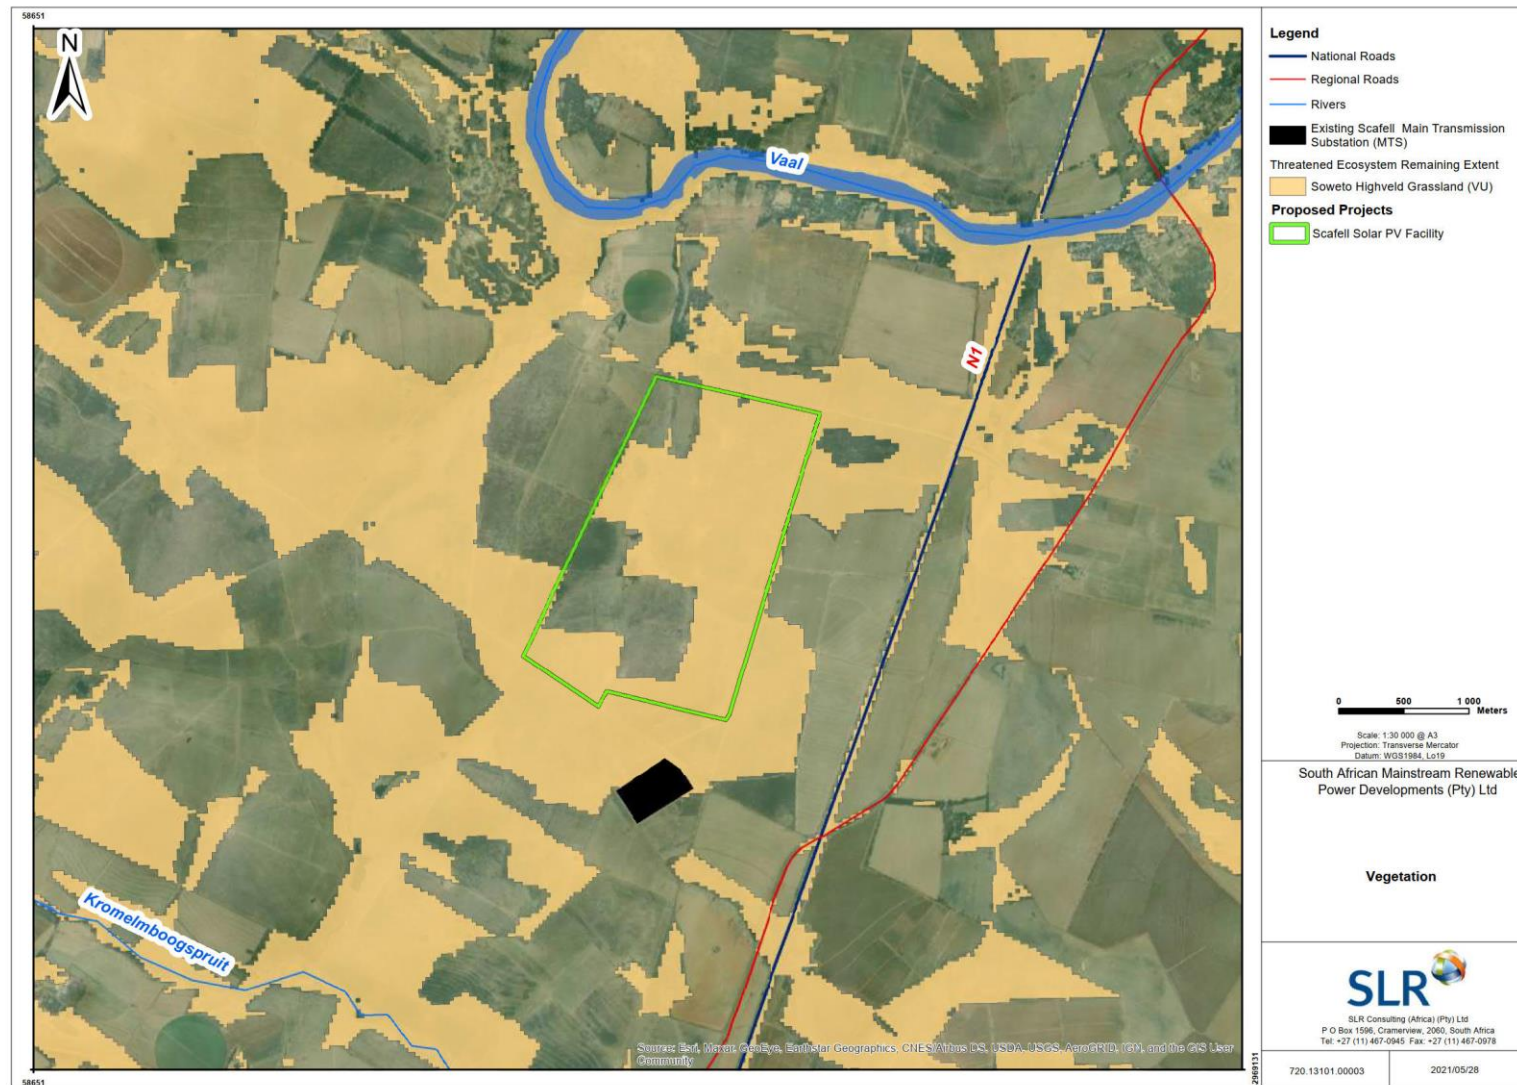 58651
N
Vaal
N1
Kromelmboogspruit
Source: Esri, Maxar, GeoEye, Earthstar Geographics, CNES/Airbus DS, USDA, USGS, AeroGRID, IGN, and the GIS User
Community
58651
2969131
Legend
National Roads
Regional Roads
Rivers
Existing Scafell Main Transmission
Substation (MTS)
Threatened Ecosystem Remaining Extent
Soweto Highveld Grassland (VU)
Proposed Projects
Scafell Solar PV Facility
0 500 1 000
Meters
Scale: 1:30 000 @ A3
Projection: Transverse Mercator
Datum: WGS1984, Lo19
South African Mainstream Renewable
Power Developments (Pty) Ltd
Vegetation
SLR
SLR Consulting (Africa) (Pty) Ltd
P O Box 1596, Cramerview, 2060, South Africa
Tel: +27 (11) 467-0945 Fax: +27 (11) 467-0978
720.13101.00003
2021/05/28